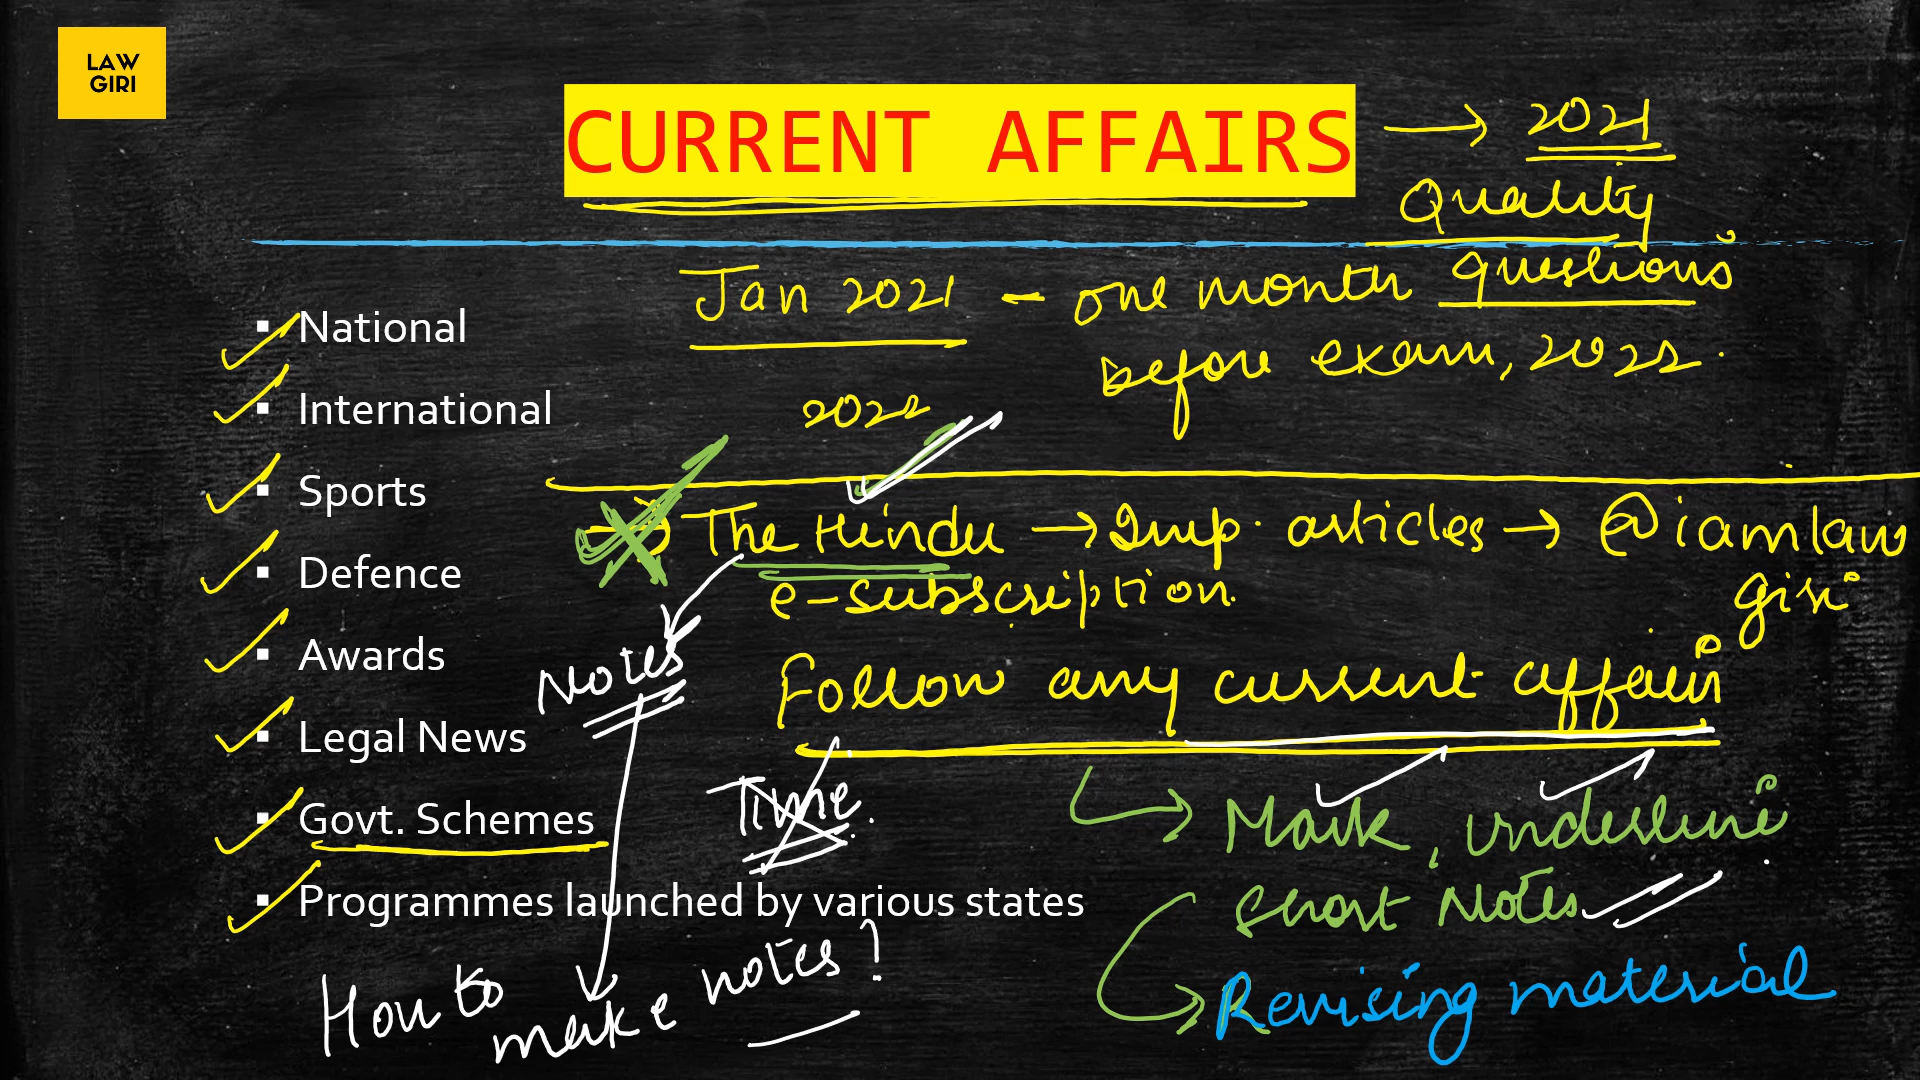 LAW
GIRI
CURRENT AFFAIRS → 2021
Quality
questions
Jan 2021 – one month
before exam, 2022.
2022
▪ National
▪ International
▪ Sports
▪ Defence
▪ Awards
▪ Legal News
▪ Govt. Schemes
▪ Programmes launched by various states
→ The Hindu → Imp. articles → @iamlaw
giri
e-subscription.
Notes
Follow any current affair
Time.
Mark, underline
Short Notes
Revising material
How to
make notes?